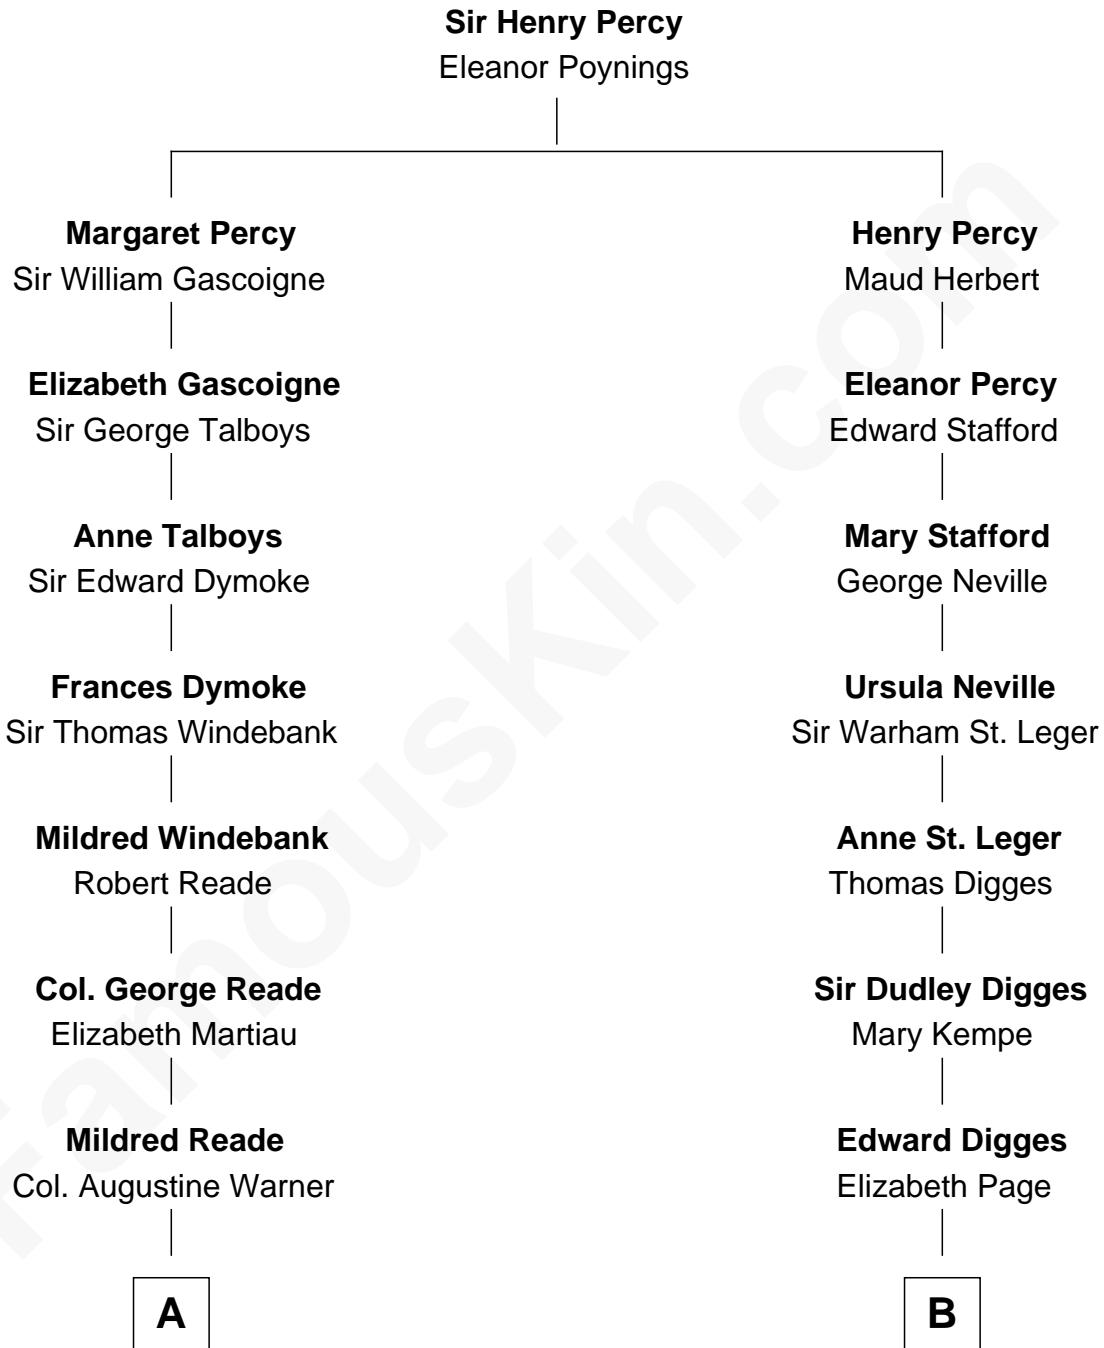 Sir Henry Percy
Eleanor Poynings
Margaret Percy
Sir William Gascoigne
Elizabeth Gascoigne
Sir George Talboys
Anne Talboys
Sir Edward Dymoke
Frances Dymoke
Sir Thomas Windebank
Mildred Windebank
Robert Reade
Col. George Reade
Elizabeth Martiau
Mildred Reade
Col. Augustine Warner
A
Henry Percy
Maud Herbert
Eleanor Percy
Edward Stafford
Mary Stafford
George Neville
Ursula Neville
Sir Warham St. Leger
Anne St. Leger
Thomas Digges
Sir Dudley Digges
Mary Kempe
Edward Digges
Elizabeth Page
B
FamousKin.com